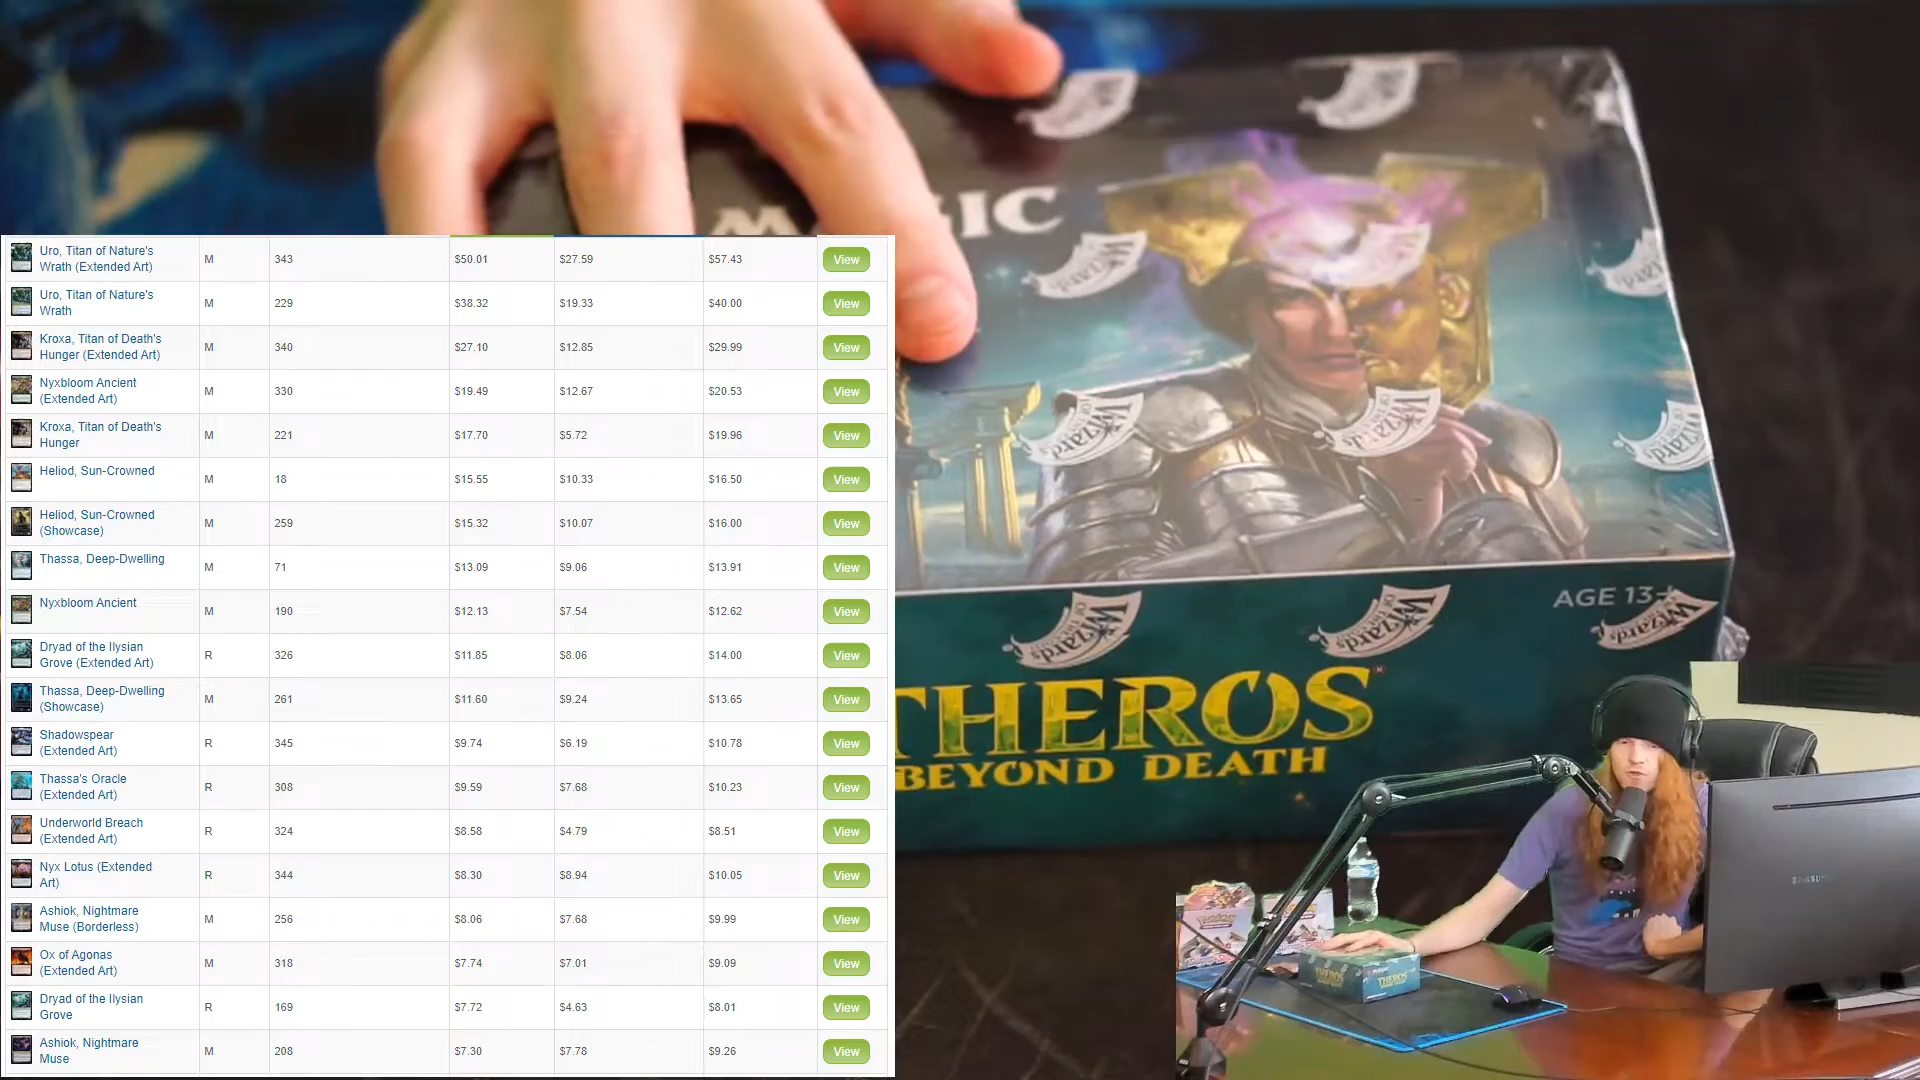 MAGIC
Uro, Titan of Nature's
Wrath (Extended Art)
M 343 $50.01 $27.59 $57.43 View
Uro, Titan of Nature's
Wrath
M 229 $38.32 $19.33 $40.00 View
Kroxa, Titan of Death's
Hunger (Extended Art)
M 340 $27.10 $12.85 $29.99 View
Nyxbloom Ancient
(Extended Art)
M 330 $19.49 $12.67 $20.53 View
Kroxa, Titan of Death's
Hunger
M 221 $17.70 $5.72 $19.96 View
Heliod, Sun-Crowned
M 18 $15.55 $10.33 $16.50 View
Heliod, Sun-Crowned
(Showcase)
M 259 $15.32 $10.07 $16.00 View
Thassa, Deep-Dwelling
M 71 $13.09 $9.06 $13.91 View
Nyxbloom Ancient
M 190 $12.13 $7.54 $12.62 View
Dryad of the Ilysian
Grove (Extended Art)
R 326 $11.85 $8.06 $14.00 View
Thassa, Deep-Dwelling
(Showcase)
M 261 $11.60 $9.24 $13.65 View
Shadowspear
(Extended Art)
R 345 $9.74 $6.19 $10.78 View
Thassa's Oracle
(Extended Art)
R 308 $9.59 $7.68 $10.23 View
Underworld Breach
(Extended Art)
R 324 $8.58 $4.79 $8.51 View
Nyx Lotus (Extended
Art)
R 344 $8.30 $8.94 $10.05 View
Ashiok, Nightmare
Muse (Borderless)
M 256 $8.06 $7.68 $9.99 View
Ox of Agonas
(Extended Art)
M 318 $7.74 $7.01 $9.09 View
Dryad of the Ilysian
Grove
R 169 $7.72 $4.63 $8.01 View
Ashiok, Nightmare
Muse
M 208 $7.30 $7.78 $9.26 View
Wizards
Wizards
Wizards
Wizards
Wizards
Wizards
AGE 13+
THEROS
BEYOND DEATH
SAMSUNG
THEROS
THEROS